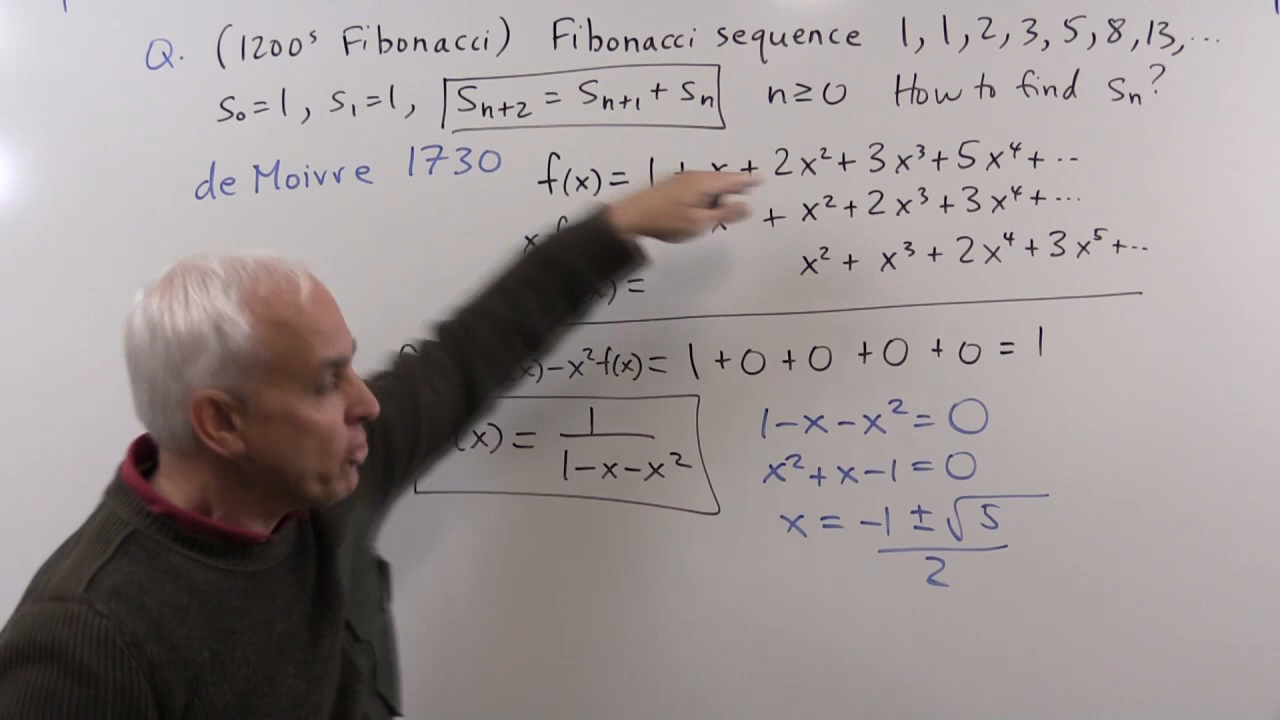 Q. (1200s Fibonacci) Fibonacci sequence 1, 1, 2, 3, 5, 8, 13, ...
S₀ = 1, S₁ = 1, Sₙ₊₂ = Sₙ₊₁ + Sₙ n ≥ 0 How to find Sₙ?
de Moivre 1730 f(x) = 1 + x + 2x² + 3x³ + 5x⁴ + ...
x + x² + 2x³ + 3x⁴ + ...
x) = x² + x³ + 2x⁴ + 3x⁵ + ...
x) - x²f(x) = 1 + 0 + 0 + 0 + 0 = 1
(x) = 1 / (1 - x - x²)
1 - x - x² = 0
x² + x - 1 = 0
x = (-1 ± √5) / 2